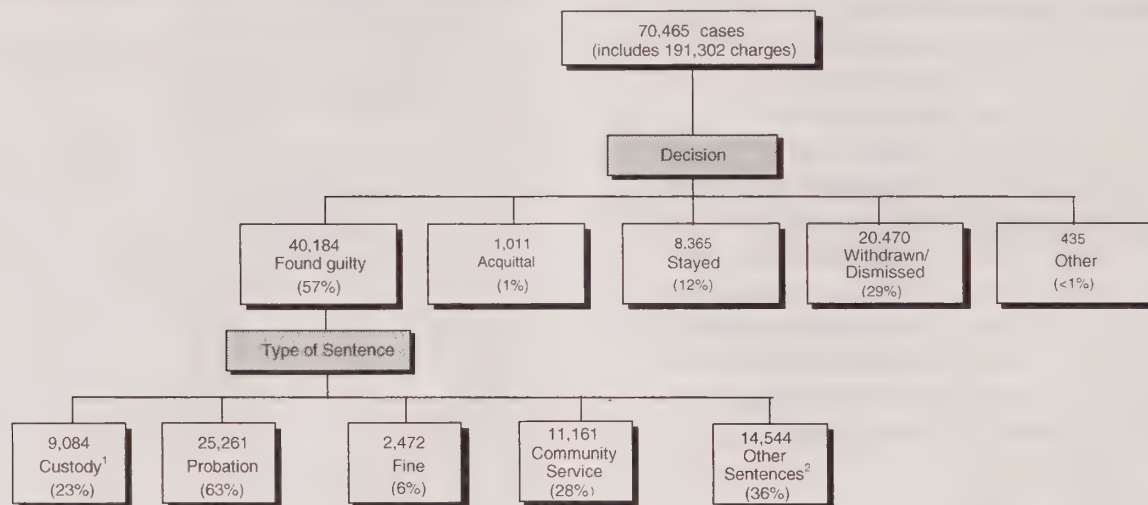 70,465 cases
(includes 191,302 charges)
Decision
40,184
Found guilty
(57%)
1,011
Acquittal
(1%)
8.365
Stayed
(12%)
20.470
Withdrawn/
Dismissed
(29%)
435
Other
(<1%)
Type of Sentence
9,084
Custody¹
(23%)
25,261
Probation
(63%)
2,472
Fine
(6%)
11,161
Community
Service
(28%)
14,544
Other
Sentences²
(36%)